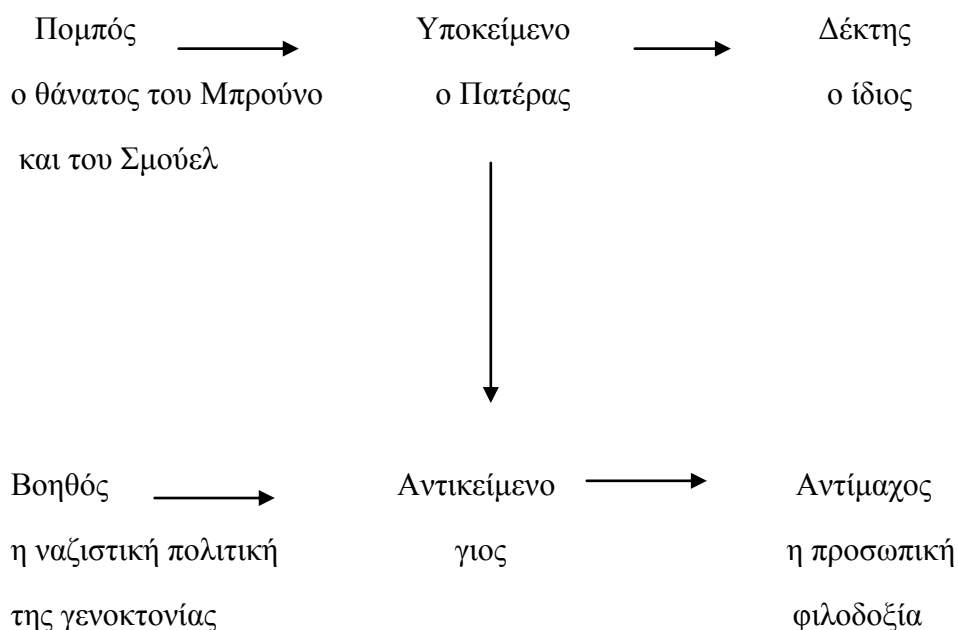 Πομπός Υποκείμενο Δέκτης
ο θάνατος του Μπρούνο ο Πατέρας ο ίδιος
και του Σμούελ
Βοηθός Αντικείμενο Αντίμαχος
η ναζιστική πολιτική γιος η προσωπική
της γενοκτονίας φιλοδοξία